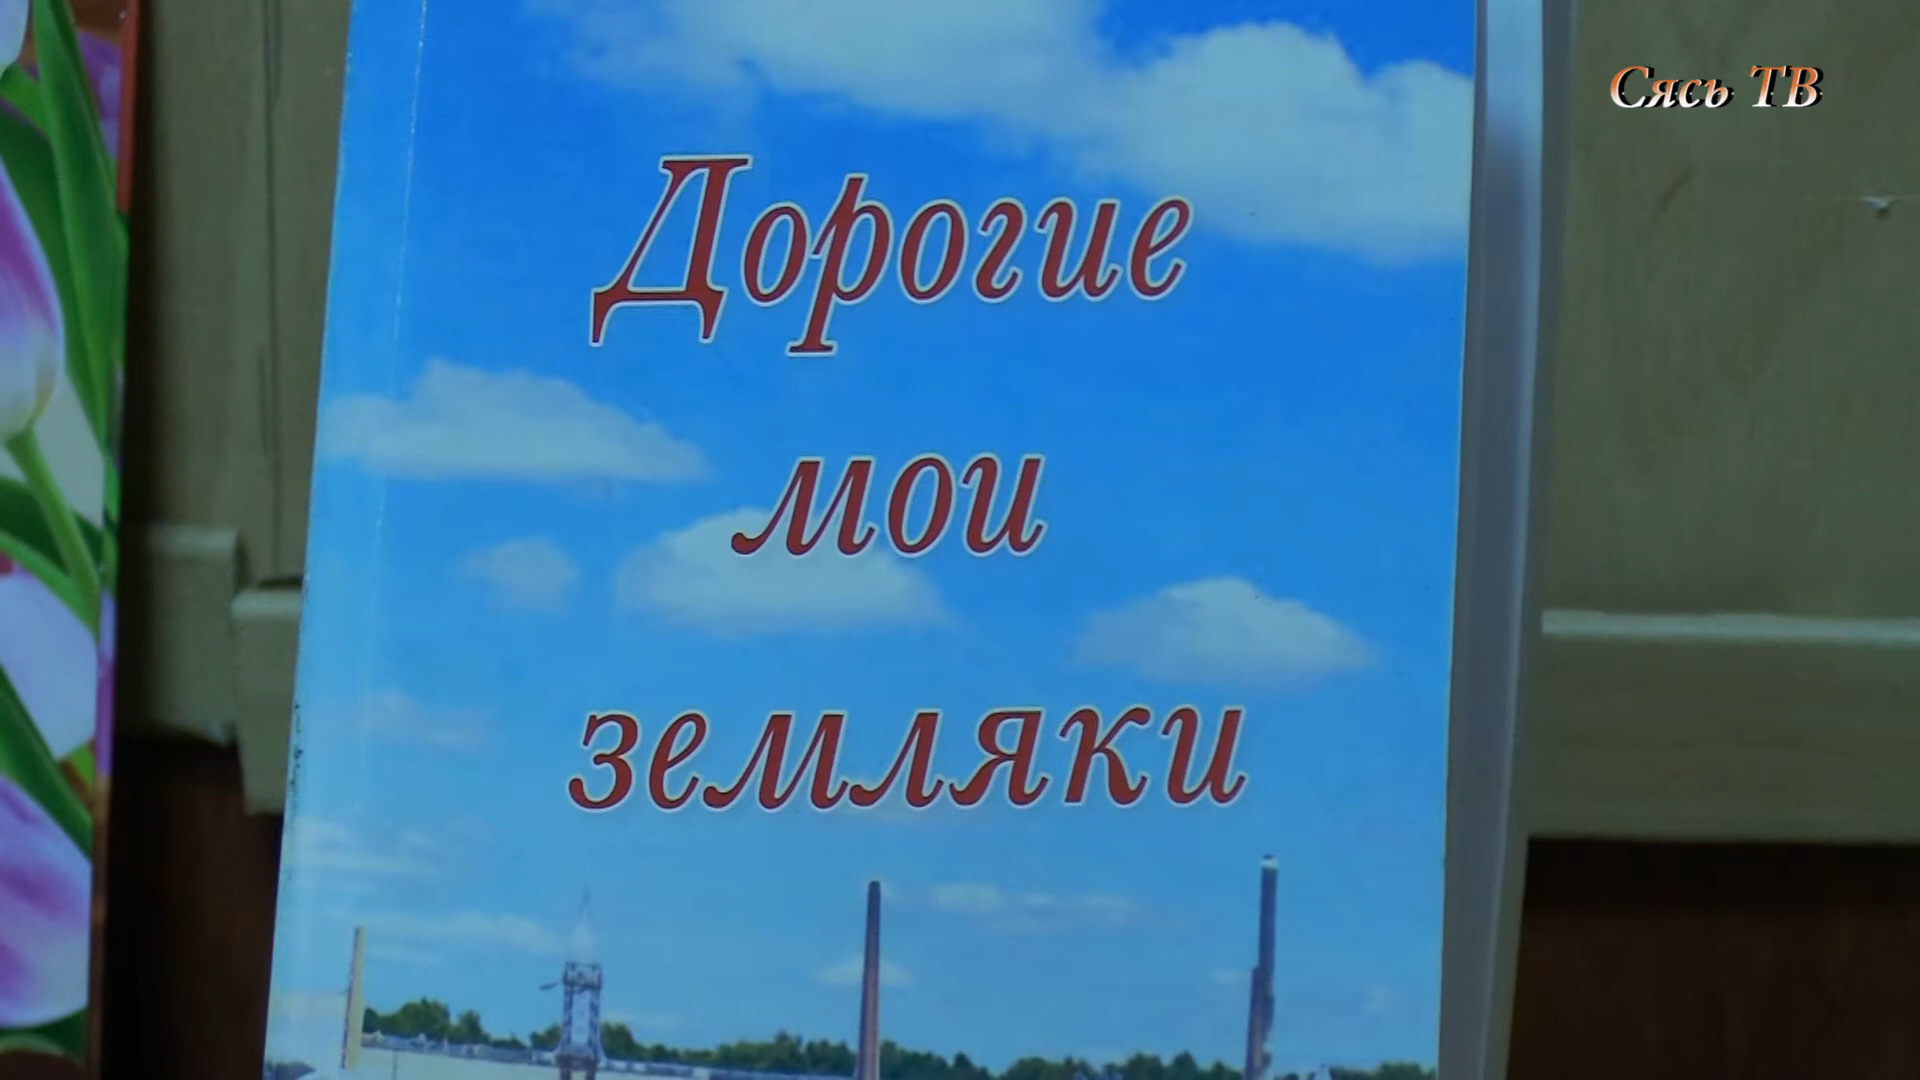 Сясь ТВ
Дорогие
мои
земляки